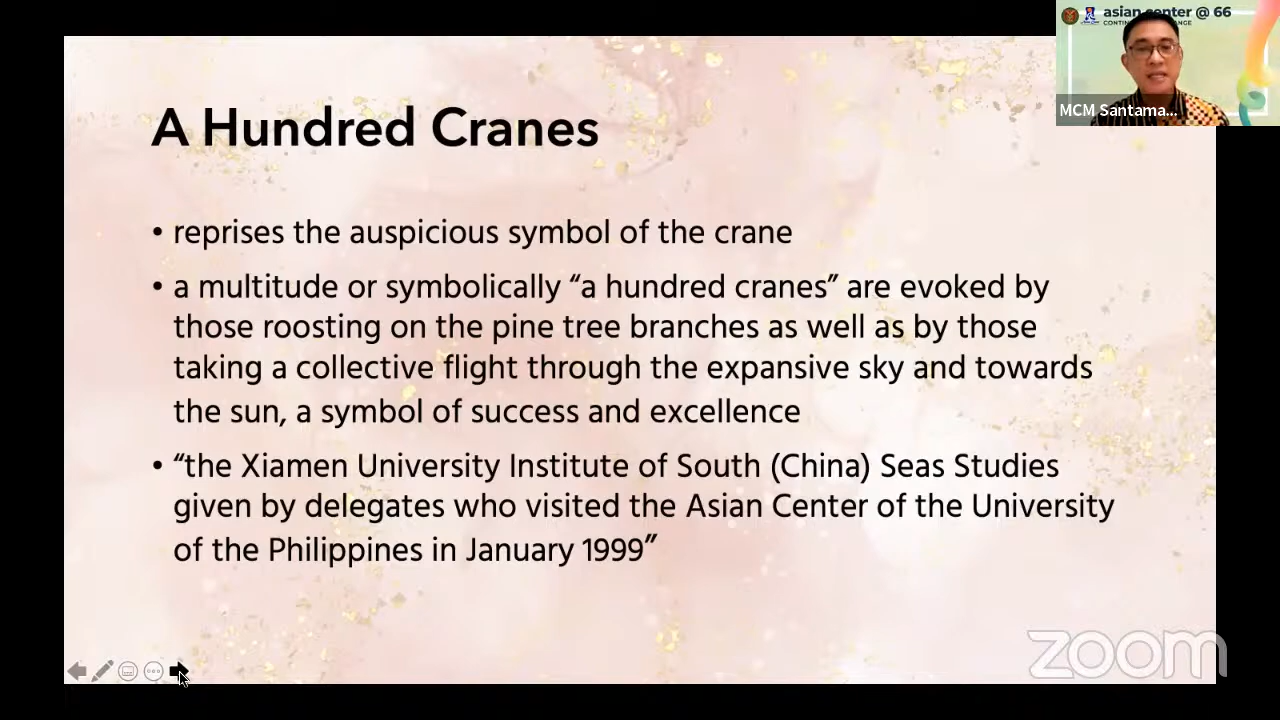 asian center @ 66
MCM Santama...
A Hundred Cranes
• reprises the auspicious symbol of the crane
• a multitude or symbolically “a hundred cranes” are evoked by
those roosting on the pine tree branches as well as by those
taking a collective flight through the expansive sky and towards
the sun, a symbol of success and excellence
• “the Xiamen University Institute of South (China) Seas Studies
given by delegates who visited the Asian Center of the University
of the Philippines in January 1999”
zoom